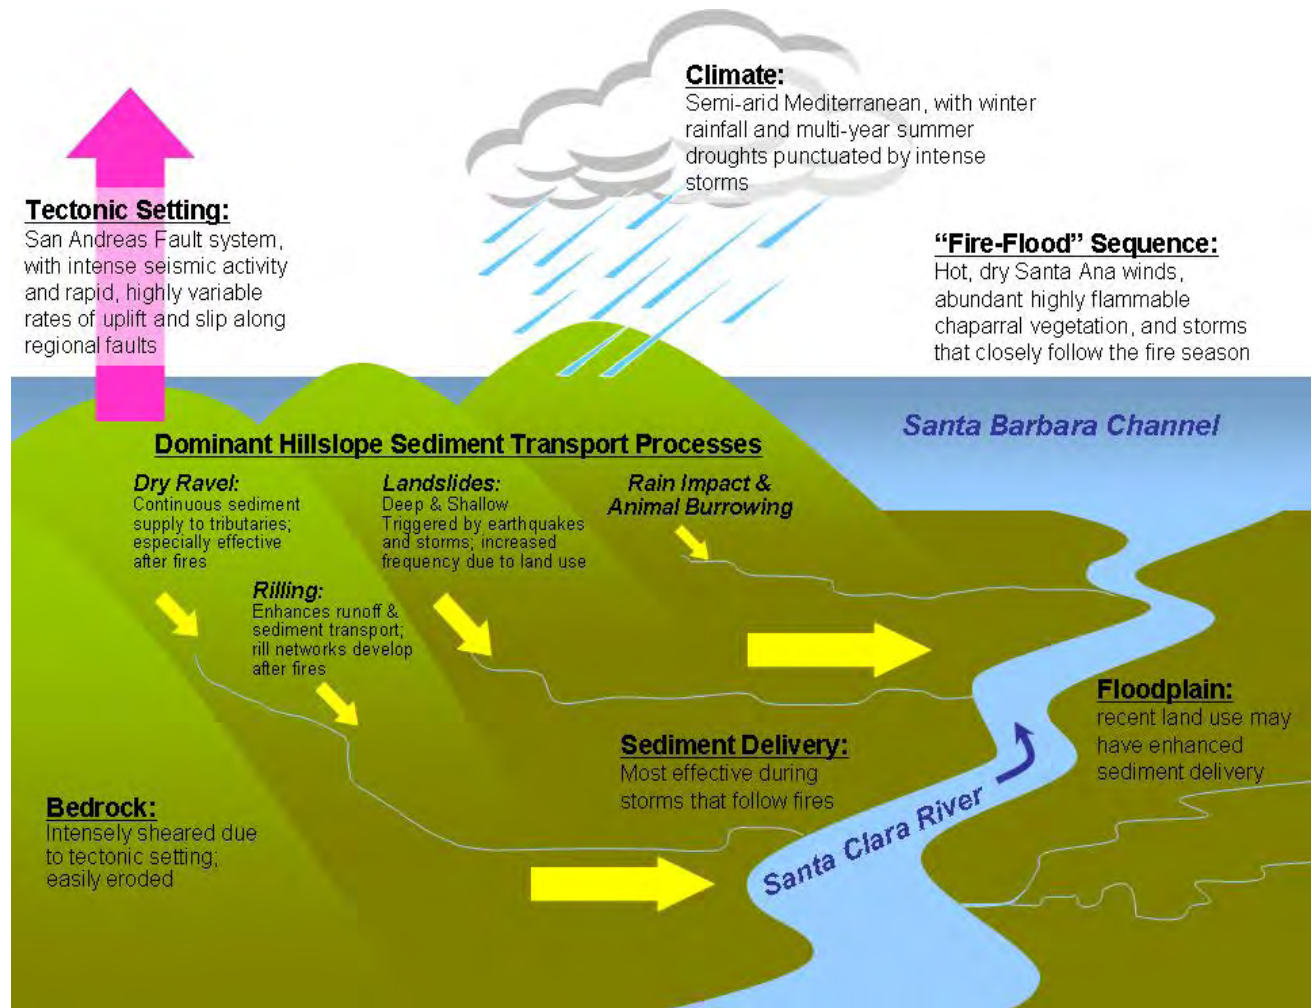 Climate:
Semi-arid Mediterranean, with winter
rainfall and multi-year summer
droughts punctuated by intense
storms
Tectonic Setting:
San Andreas Fault system,
with intense seismic activity
and rapid, highly variable
rates of uplift and slip along
regional faults
“Fire-Flood” Sequence:
Hot, dry Santa Ana winds,
abundant highly flammable
chaparral vegetation, and storms
that closely follow the fire season
Santa Barbara Channel
Dominant Hillslope Sediment Transport Processes
Dry Ravel:
Continuous sediment
supply to tributaries;
especially effective
after fires
Landslides:
Deep & Shallow
Triggered by earthquakes
and storms; increased
frequency due to land use
Rain Impact &
Animal Burrowing
Rilling:
Enhances runoff &
sediment transport;
rill networks develop
after fires
Floodplain:
recent land use may
have enhanced
sediment delivery
Sediment Delivery:
Most effective during
storms that follow fires
Santa Clara River
Bedrock:
Intensely sheared due
to tectonic setting;
easily eroded